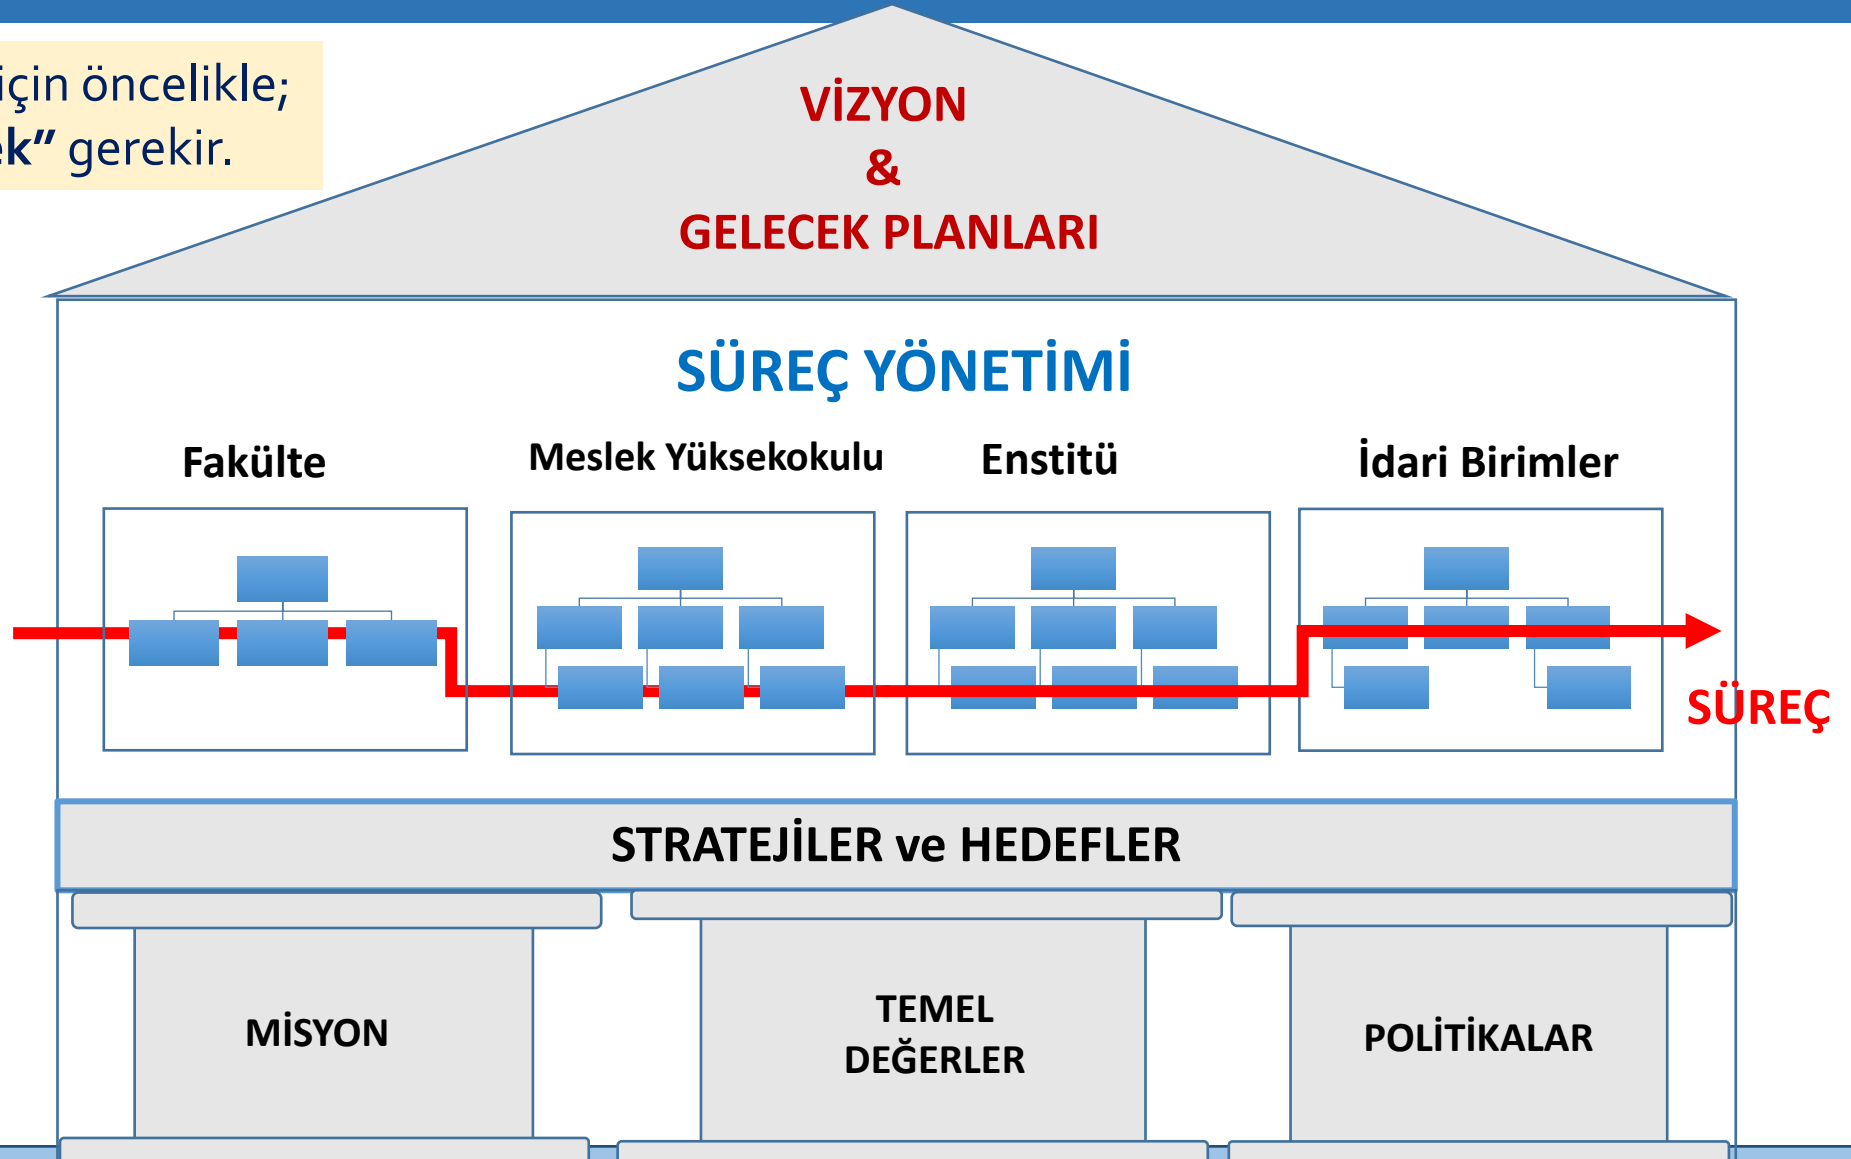 için öncelikle;
ek” gerekir.
VİZYON
&
GELECEK PLANLARI
SÜREÇ YÖNETİMİ
Fakülte
Meslek Yüksekokulu
Enstitü
İdari Birimler
SÜREÇ
STRATEJİLER ve HEDEFLER
MİSYON
TEMEL
DEĞERLER
POLİTİKALAR